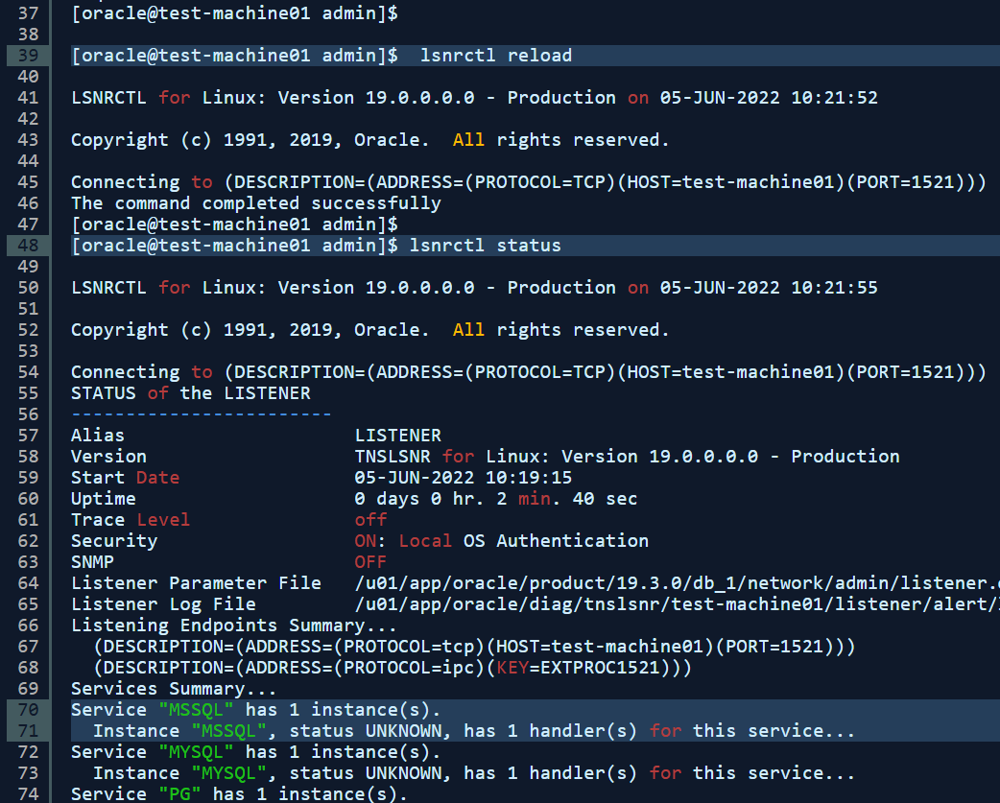 37 [oracle@test-machine01 admin]$
38
39 [oracle@test-machine01 admin]$  lsnrctl reload
40
41 LSNRCTL for Linux: Version 19.0.0.0.0 - Production on 05-JUN-2022 10:21:52
42
43 Copyright (c) 1991, 2019, Oracle.  All rights reserved.
44
45 Connecting to (DESCRIPTION=(ADDRESS=(PROTOCOL=TCP)(HOST=test-machine01)(PORT=1521)))
46 The command completed successfully
47 [oracle@test-machine01 admin]$
48 [oracle@test-machine01 admin]$ lsnrctl status
49
50 LSNRCTL for Linux: Version 19.0.0.0.0 - Production on 05-JUN-2022 10:21:55
51
52 Copyright (c) 1991, 2019, Oracle.  All rights reserved.
53
54 Connecting to (DESCRIPTION=(ADDRESS=(PROTOCOL=TCP)(HOST=test-machine01)(PORT=1521)))
55 STATUS of the LISTENER
56 ------------------------
57 Alias                     LISTENER
58 Version                   TNSLSNR for Linux: Version 19.0.0.0.0 - Production
59 Start Date                05-JUN-2022 10:19:15
60 Uptime                    0 days 0 hr. 2 min. 40 sec
61 Trace Level               off
62 Security                  ON: Local OS Authentication
63 SNMP                      OFF
64 Listener Parameter File   /u01/app/oracle/product/19.3.0/db_1/network/admin/listener.
65 Listener Log File         /u01/app/oracle/diag/tnslsnr/test-machine01/listener/alert/
66 Listening Endpoints Summary...
67   (DESCRIPTION=(ADDRESS=(PROTOCOL=tcp)(HOST=test-machine01)(PORT=1521)))
68   (DESCRIPTION=(ADDRESS=(PROTOCOL=ipc)(KEY=EXTPROC1521)))
69 Services Summary...
70 Service "MSSQL" has 1 instance(s).
71   Instance "MSSQL", status UNKNOWN, has 1 handler(s) for this service...
72 Service "MYSQL" has 1 instance(s).
73   Instance "MYSQL", status UNKNOWN, has 1 handler(s) for this service...
74 Service "PG" has 1 instance(s).